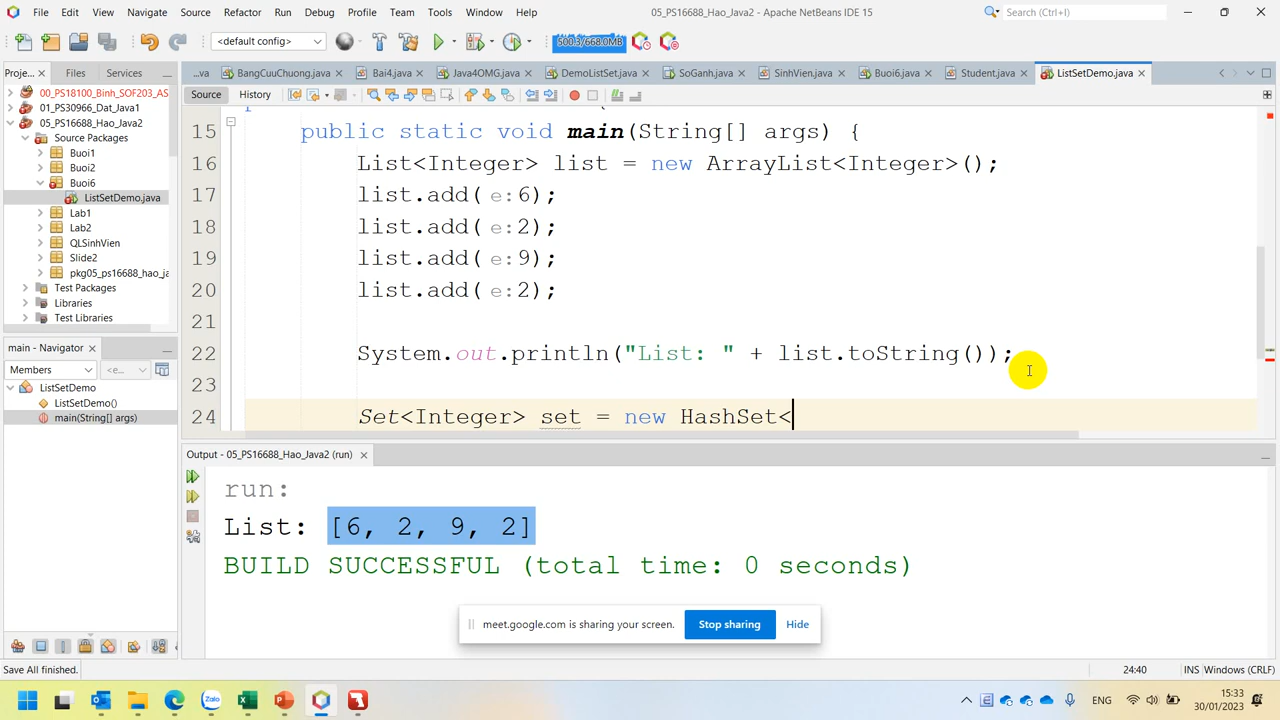 File Edit View Navigate Source Refactor Run Debug Profile Team Tools Window Help 05_PS16688_Hao_Java2 - Apache NetBeans IDE 15 Search (Ctrl+I)
<default config> 500.3/668.0MB
Proje... Files Services ...va BangCuuChuong.java Bai4.java Java4OMG.java DemoListSet.java SoGanh.java SinhVien.java Buoi6.java Student.java ListSetDemo.java
Source History
00_PS18100_Binh_SOF203_AS
01_PS30966_Dat_Java1
05_PS16688_Hao_Java2
Source Packages
Buoi1
Buoi2
Buoi6
ListSetDemo.java
Lab1
Lab2
QLSinhVien
Slide2
pkg05_ps16688_hao_ja
Test Packages
Libraries
Test Libraries
main - Navigator
Members <e...
ListSetDemo
ListSetDemo()
main(String[] args)
15 public static void main(String[] args) {
16 List<Integer> list = new ArrayList<Integer>();
17 list.add( e:6);
18 list.add( e:2);
19 list.add( e:9);
20 list.add( e:2);
21
22 System.out.println("List: " + list.toString());
23
24 Set<Integer> set = new HashSet<
Output - 05_PS16688_Hao_Java2 (run)
run:
List: [6, 2, 9, 2]
BUILD SUCCESSFUL (total time: 0 seconds)
meet.google.com is sharing your screen. Stop sharing Hide
Save All finished. 24:40 INS Windows (CRLF)
Zalo ENG 15:33
30/01/2023